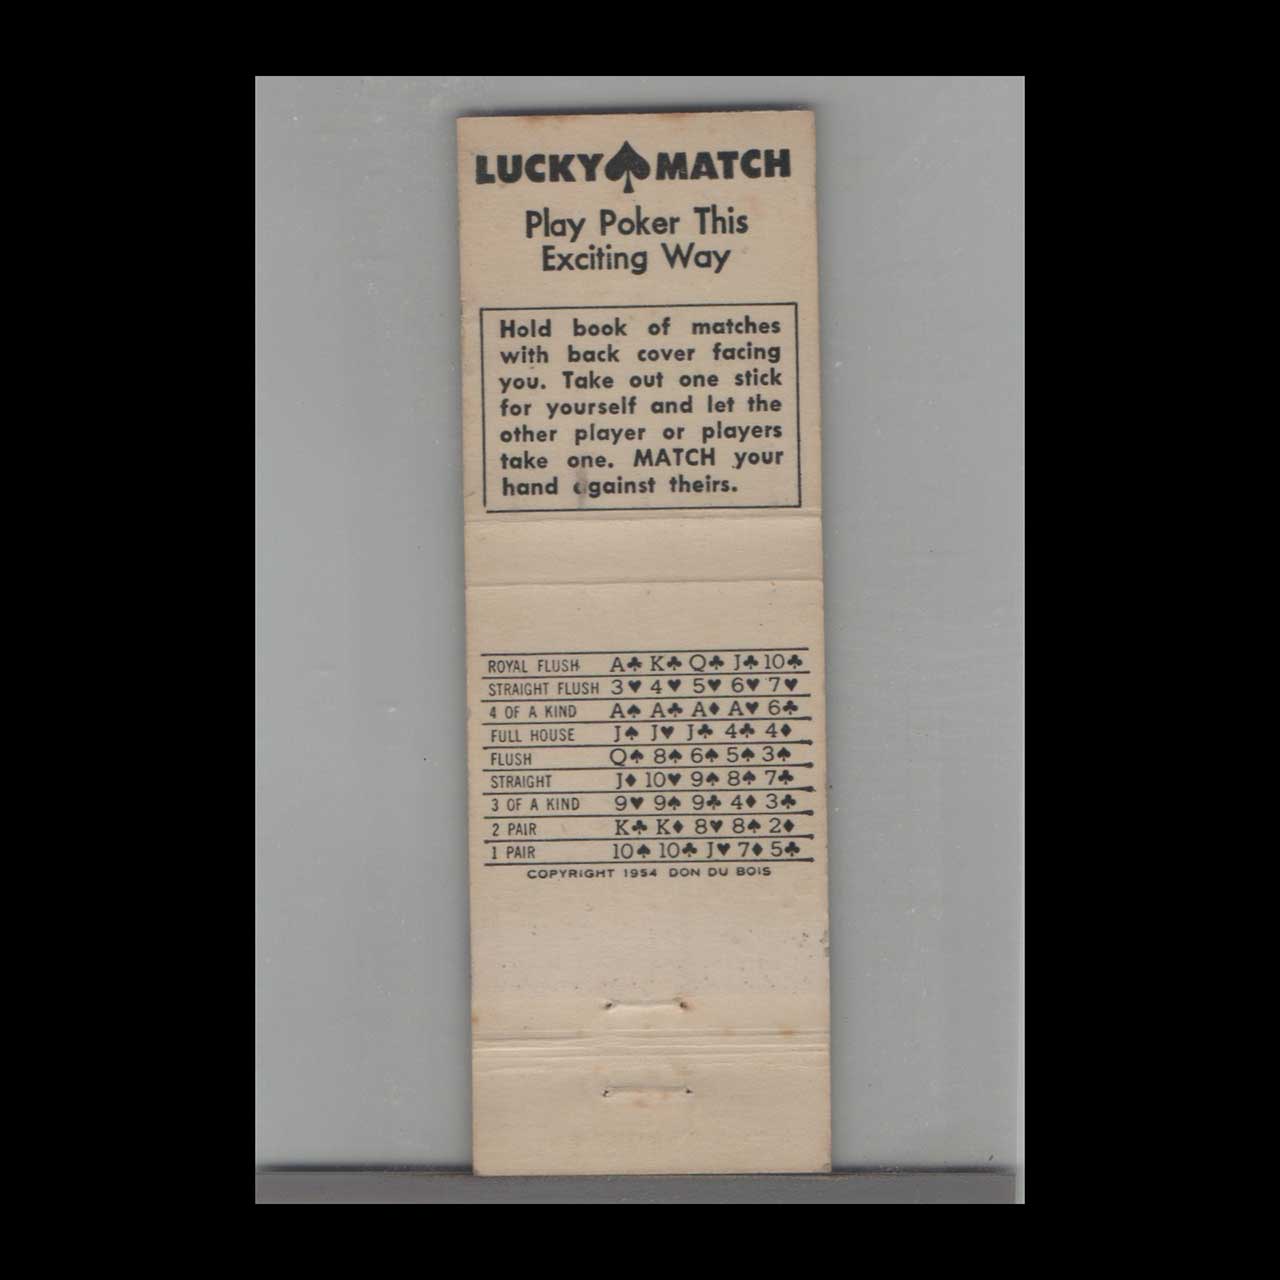 LUCKY♠MATCH
Play Poker This
Exciting Way
Hold book of matches
with back cover facing
you. Take out one stick
for yourself and let the
other player or players
take one. MATCH your
hand against theirs.
ROYAL FLUSH A♣ K♣ Q♣ J♣ 10♣
STRAIGHT FLUSH 3♥ 4♥ 5♥ 6♥ 7♥
4 OF A KIND A♠ A♣ A♦ A♥ 6♣
FULL HOUSE J♠ J♥ J♣ 4♣ 4♦
FLUSH Q♠ 8♠ 6♠ 5♠ 3♠
STRAIGHT J♦ 10♥ 9♠ 8♠ 7♣
3 OF A KIND 9♥ 9♠ 9♣ 4♦ 3♣
2 PAIR K♣ K♦ 8♥ 8♠ 2♦
1 PAIR 10♠ 10♣ J♥ 7♦ 5♣
COPYRIGHT 1954 DON DU BOIS